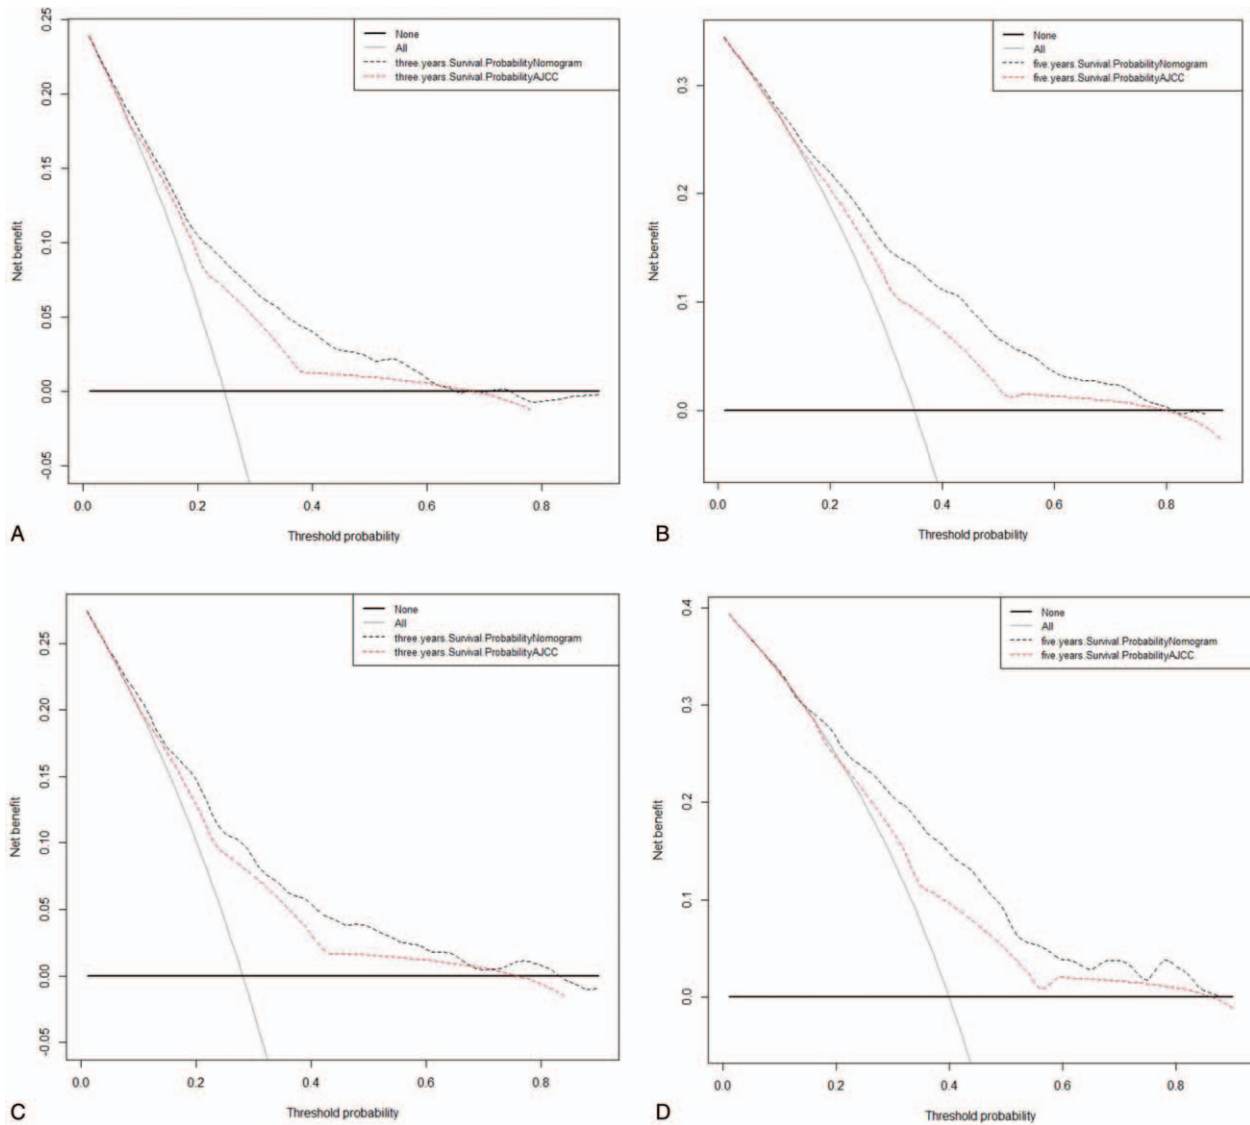 None
All
three.years.Survival.ProbabilityNomogram
three.years.Survival.ProbabilityAJCC
0.25
0.20
0.15
0.10
0.05
0.00
-0.05
Net benefit
0.0 0.2 0.4 0.6 0.8
Threshold probability
A
None
All
five.years.Survival.ProbabilityNomogram
five.years.Survival.ProbabilityAJCC
0.3
0.2
0.1
0.0
Net benefit
0.0 0.2 0.4 0.6 0.8
Threshold probability
B
None
All
three.years.Survival.ProbabilityNomogram
three.years.Survival.ProbabilityAJCC
0.25
0.20
0.15
0.10
0.05
0.00
-0.05
Net benefit
0.0 0.2 0.4 0.6 0.8
Threshold probability
C
None
All
five.years.Survival.ProbabilityNomogram
five.years.Survival.ProbabilityAJCC
0.4
0.3
0.2
0.1
0.0
Net benefit
0.0 0.2 0.4 0.6 0.8
Threshold probability
D